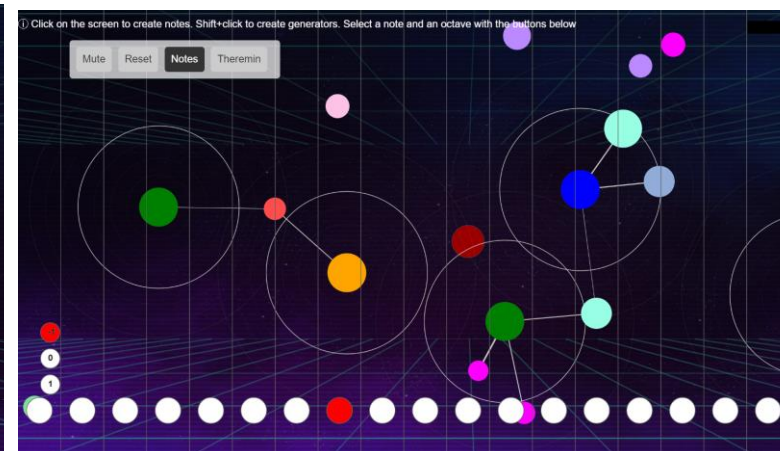 ⓘ Click on the screen to create notes. Shift+click to create generators. Select a note and an octave with the buttons below
Mute Reset Notes Theremin
-1
0
1